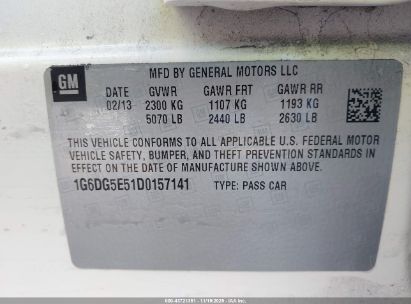 GM
MFD BY GENERAL MOTORS LLC
DATE GVWR GAWR FRT GAWR RR
02/13 2300 KG 1107 KG 1193 KG
5070 LB 2440 LB 2630 LB
THIS VEHICLE CONFORMS TO ALL APPLICABLE U.S. FEDERAL MOTOR
VEHICLE SAFETY, BUMPER, AND THEFT PREVENTION STANDARDS IN
EFFECT ON THE DATE OF MANUFACTURE SHOWN ABOVE.
1G6DG5E51D0157141 TYPE: PASS CAR